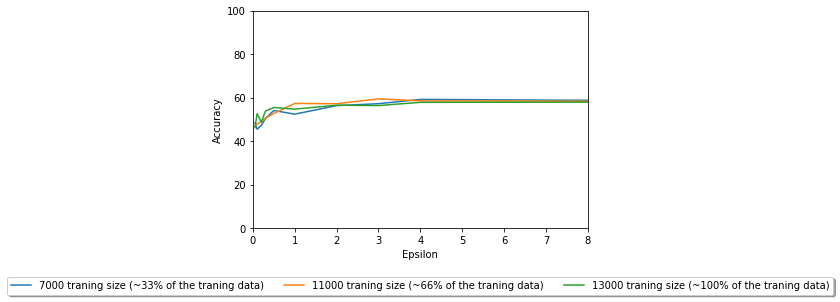 100
80
60
40
20
0
Accuracy
0 1 2 3 4 5 6 7 8
Epsilon
7000 traning size (~33% of the traning data) 11000 traning size (~66% of the traning data) 13000 traning size (~100% of the traning data)